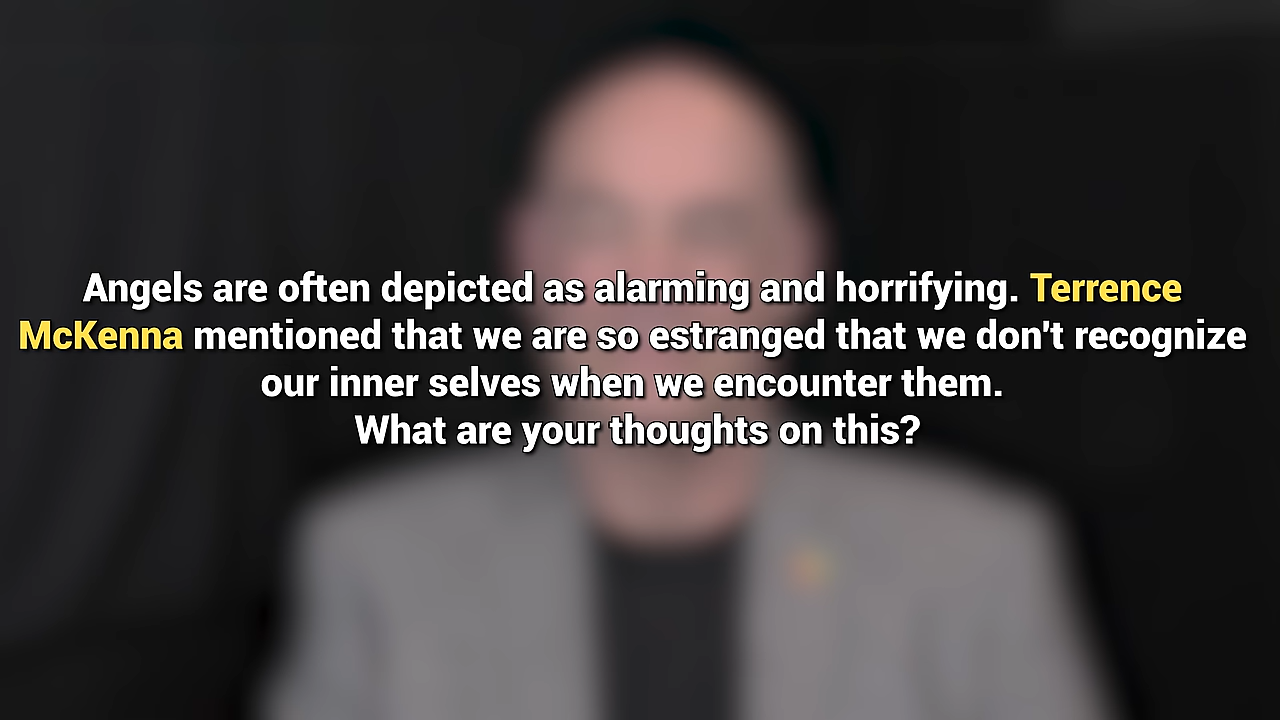 Angels are often depicted as alarming and horrifying. Terrence
McKenna mentioned that we are so estranged that we don't recognize
our inner selves when we encounter them.
What are your thoughts on this?